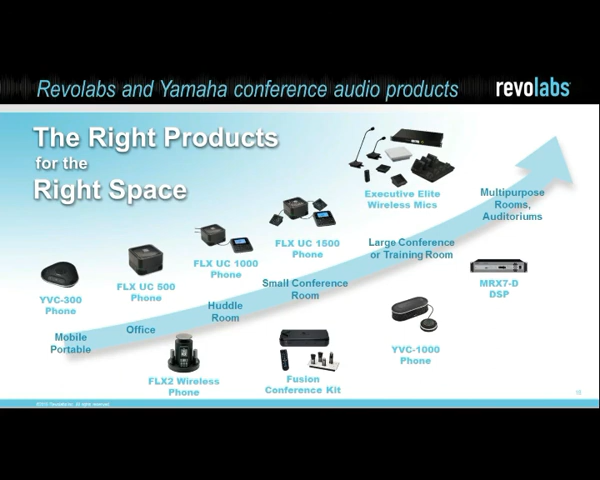 Revolabs and Yamaha conference audio products
revolabs
The Right Products
for the
Right Space
Executive Elite
Wireless Mics
Multipurpose
Rooms,
Auditoriums
FLX UC 1500
Phone
Large Conference
or Training Room
FLX UC 1000
Phone
FLX UC 500
Phone
YVC-300
Phone
Small Conference
Room
MRX7-D
DSP
Huddle
Room
Office
Mobile
Portable
YVC-1000
Phone
FLX2 Wireless
Phone
Fusion
Conference Kit